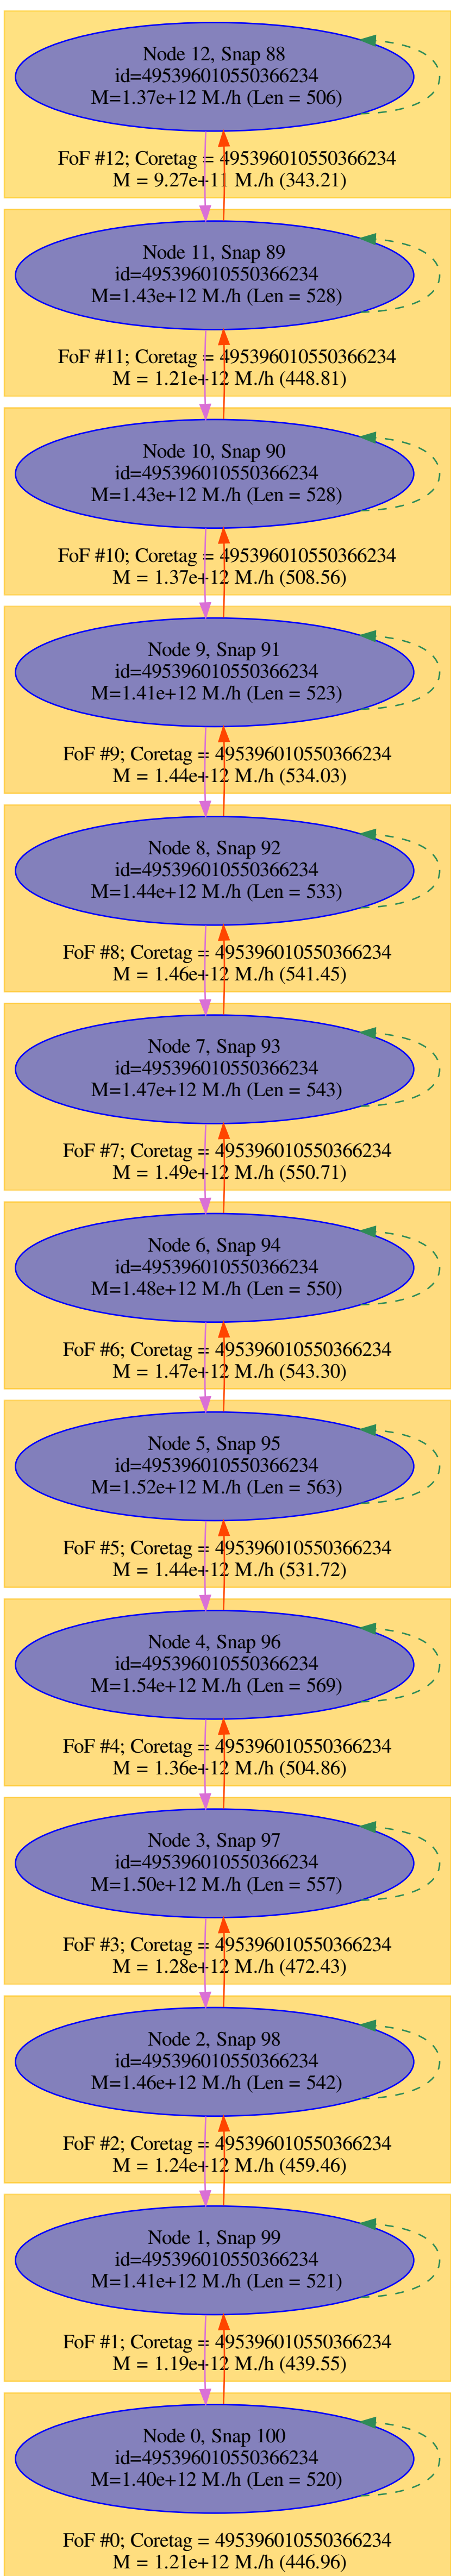 Node 12, Snap 88
id=495396010550366234
M=1.37e+12 M./h (Len = 506)
FoF #12; Coretag = 495396010550366234
M = 9.27e+11 M./h (343.21)
Node 11, Snap 89
id=495396010550366234
M=1.43e+12 M./h (Len = 528)
FoF #11; Coretag = 495396010550366234
M = 1.21e+12 M./h (448.81)
Node 10, Snap 90
id=495396010550366234
M=1.43e+12 M./h (Len = 528)
FoF #10; Coretag = 495396010550366234
M = 1.37e+12 M./h (508.56)
Node 9, Snap 91
id=495396010550366234
M=1.41e+12 M./h (Len = 523)
FoF #9; Coretag = 495396010550366234
M = 1.44e+12 M./h (534.03)
Node 8, Snap 92
id=495396010550366234
M=1.44e+12 M./h (Len = 533)
FoF #8; Coretag = 495396010550366234
M = 1.46e+12 M./h (541.45)
Node 7, Snap 93
id=495396010550366234
M=1.47e+12 M./h (Len = 543)
FoF #7; Coretag = 495396010550366234
M = 1.49e+12 M./h (550.71)
Node 6, Snap 94
id=495396010550366234
M=1.48e+12 M./h (Len = 550)
FoF #6; Coretag = 495396010550366234
M = 1.47e+12 M./h (543.30)
Node 5, Snap 95
id=495396010550366234
M=1.52e+12 M./h (Len = 563)
FoF #5; Coretag = 495396010550366234
M = 1.44e+12 M./h (531.72)
Node 4, Snap 96
id=495396010550366234
M=1.54e+12 M./h (Len = 569)
FoF #4; Coretag = 495396010550366234
M = 1.36e+12 M./h (504.86)
Node 3, Snap 97
id=495396010550366234
M=1.50e+12 M./h (Len = 557)
FoF #3; Coretag = 495396010550366234
M = 1.28e+12 M./h (472.43)
Node 2, Snap 98
id=495396010550366234
M=1.46e+12 M./h (Len = 542)
FoF #2; Coretag = 495396010550366234
M = 1.24e+12 M./h (459.46)
Node 1, Snap 99
id=495396010550366234
M=1.41e+12 M./h (Len = 521)
FoF #1; Coretag = 495396010550366234
M = 1.19e+12 M./h (439.55)
Node 0, Snap 100
id=495396010550366234
M=1.40e+12 M./h (Len = 520)
FoF #0; Coretag = 495396010550366234
M = 1.21e+12 M./h (446.96)